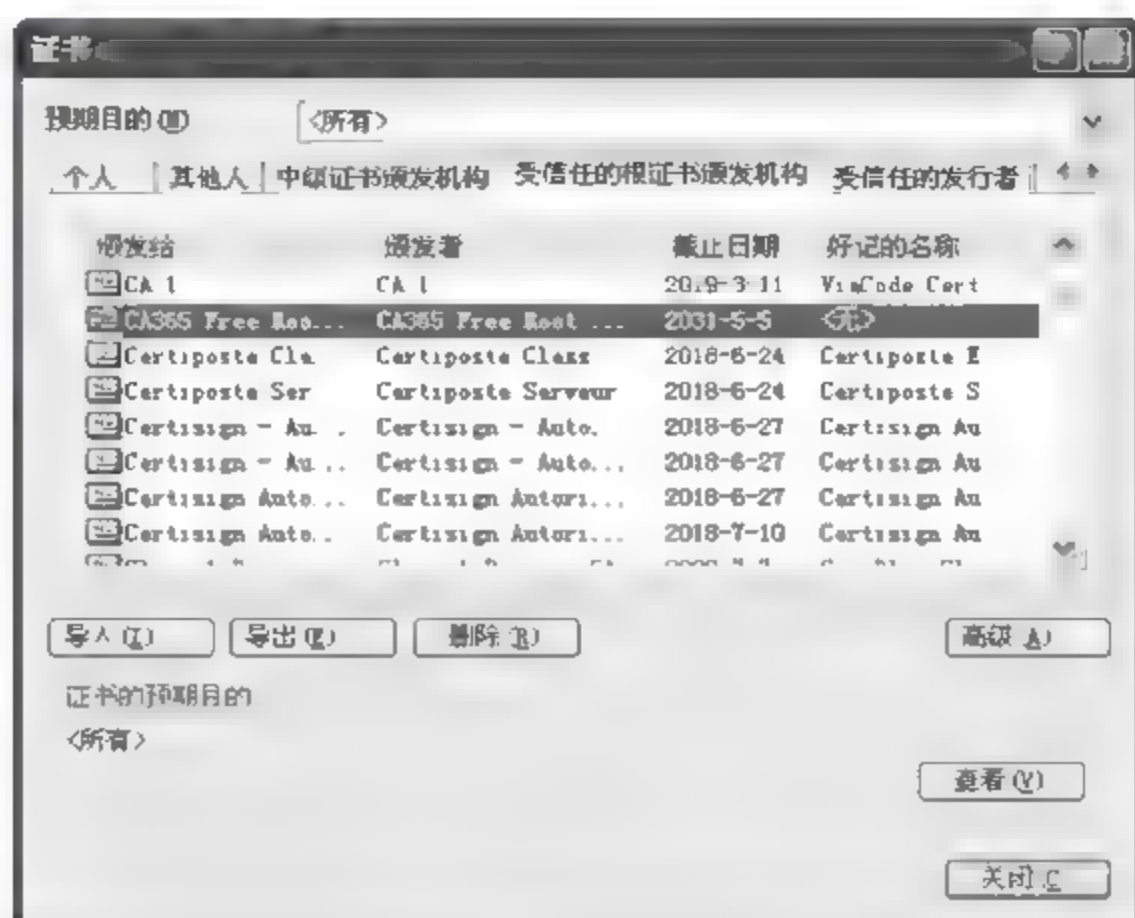 证书
预期目的(N) <所有>
个人 其他人 中级证书颁发机构 受信任的根证书颁发机构 受信任的发行者
颁发给 颁发者 截止日期 好记的名称
CA 1 CA 1 2019-3-11 VimCode Cert
CA365 Free Roo... CA365 Free Root ... 2031-5-5 <无>
Certiposte Cla. Certiposte Class 2018-6-24 Certiposte E
Certiposte Ser Certiposte Serveur 2018-6-24 Certiposte S
Certisign - Au. . Certisign - Auto. 2018-6-27 Certisign Au
Certisign - Au... Certisign - Auto... 2018-6-27 Certisign Au
Certisign Auto... Certisign Autori... 2018-6-27 Certisign Au
Certisign Auto.. Certisign Autori... 2018-7-10 Certisign Au
导入(I) 导出(E) 删除(R) 高级 A)
证书的预期目的
<所有>
查看(V)
关闭 C